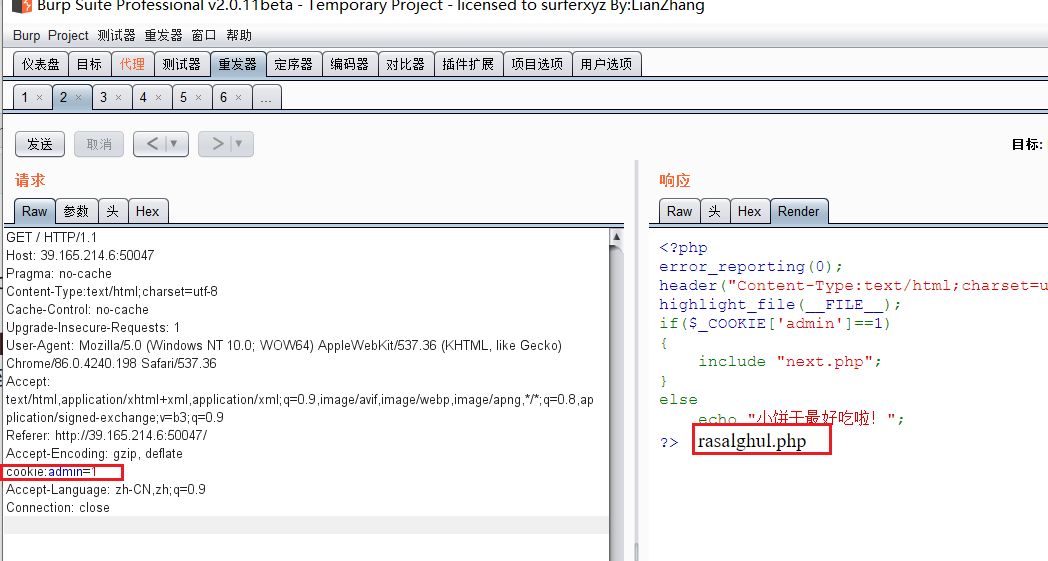 Burp Suite Professional v2.0.11beta - Temporary Project - licensed to surferxyz By:LianZhang
Burp Project 测试器 重发器 窗口 帮助
仪表盘 目标 代理 测试器 重发器 定序器 编码器 对比器 插件扩展 项目选项 用户选项
1 × 2 × 3 × 4 × 5 × 6 × ...
发送 取消 < > 目标:
请求
Raw 参数 头 Hex
GET / HTTP/1.1
Host: 39.165.214.6:50047
Pragma: no-cache
Content-Type:text/html;charset=utf-8
Cache-Control: no-cache
Upgrade-Insecure-Requests: 1
User-Agent: Mozilla/5.0 (Windows NT 10.0; WOW64) AppleWebKit/537.36 (KHTML, like Gecko)
Chrome/86.0.4240.198 Safari/537.36
Accept:
text/html,application/xhtml+xml,application/xml;q=0.9,image/avif,image/webp,image/apng,*/*;q=0.8,ap
plication/signed-exchange;v=b3;q=0.9
Referer: http://39.165.214.6:50047/
Accept-Encoding: gzip, deflate
cookie:admin=1
Accept-Language: zh-CN,zh;q=0.9
Connection: close
响应
Raw 头 Hex Render
<?php
error_reporting(0);
header("Content-Type:text/html;charset=u
highlight_file(__FILE__);
if($_COOKIE['admin']==1)
{
include "next.php";
}
else
echo "小饼干最好吃啦！";
?> rasalghul.php